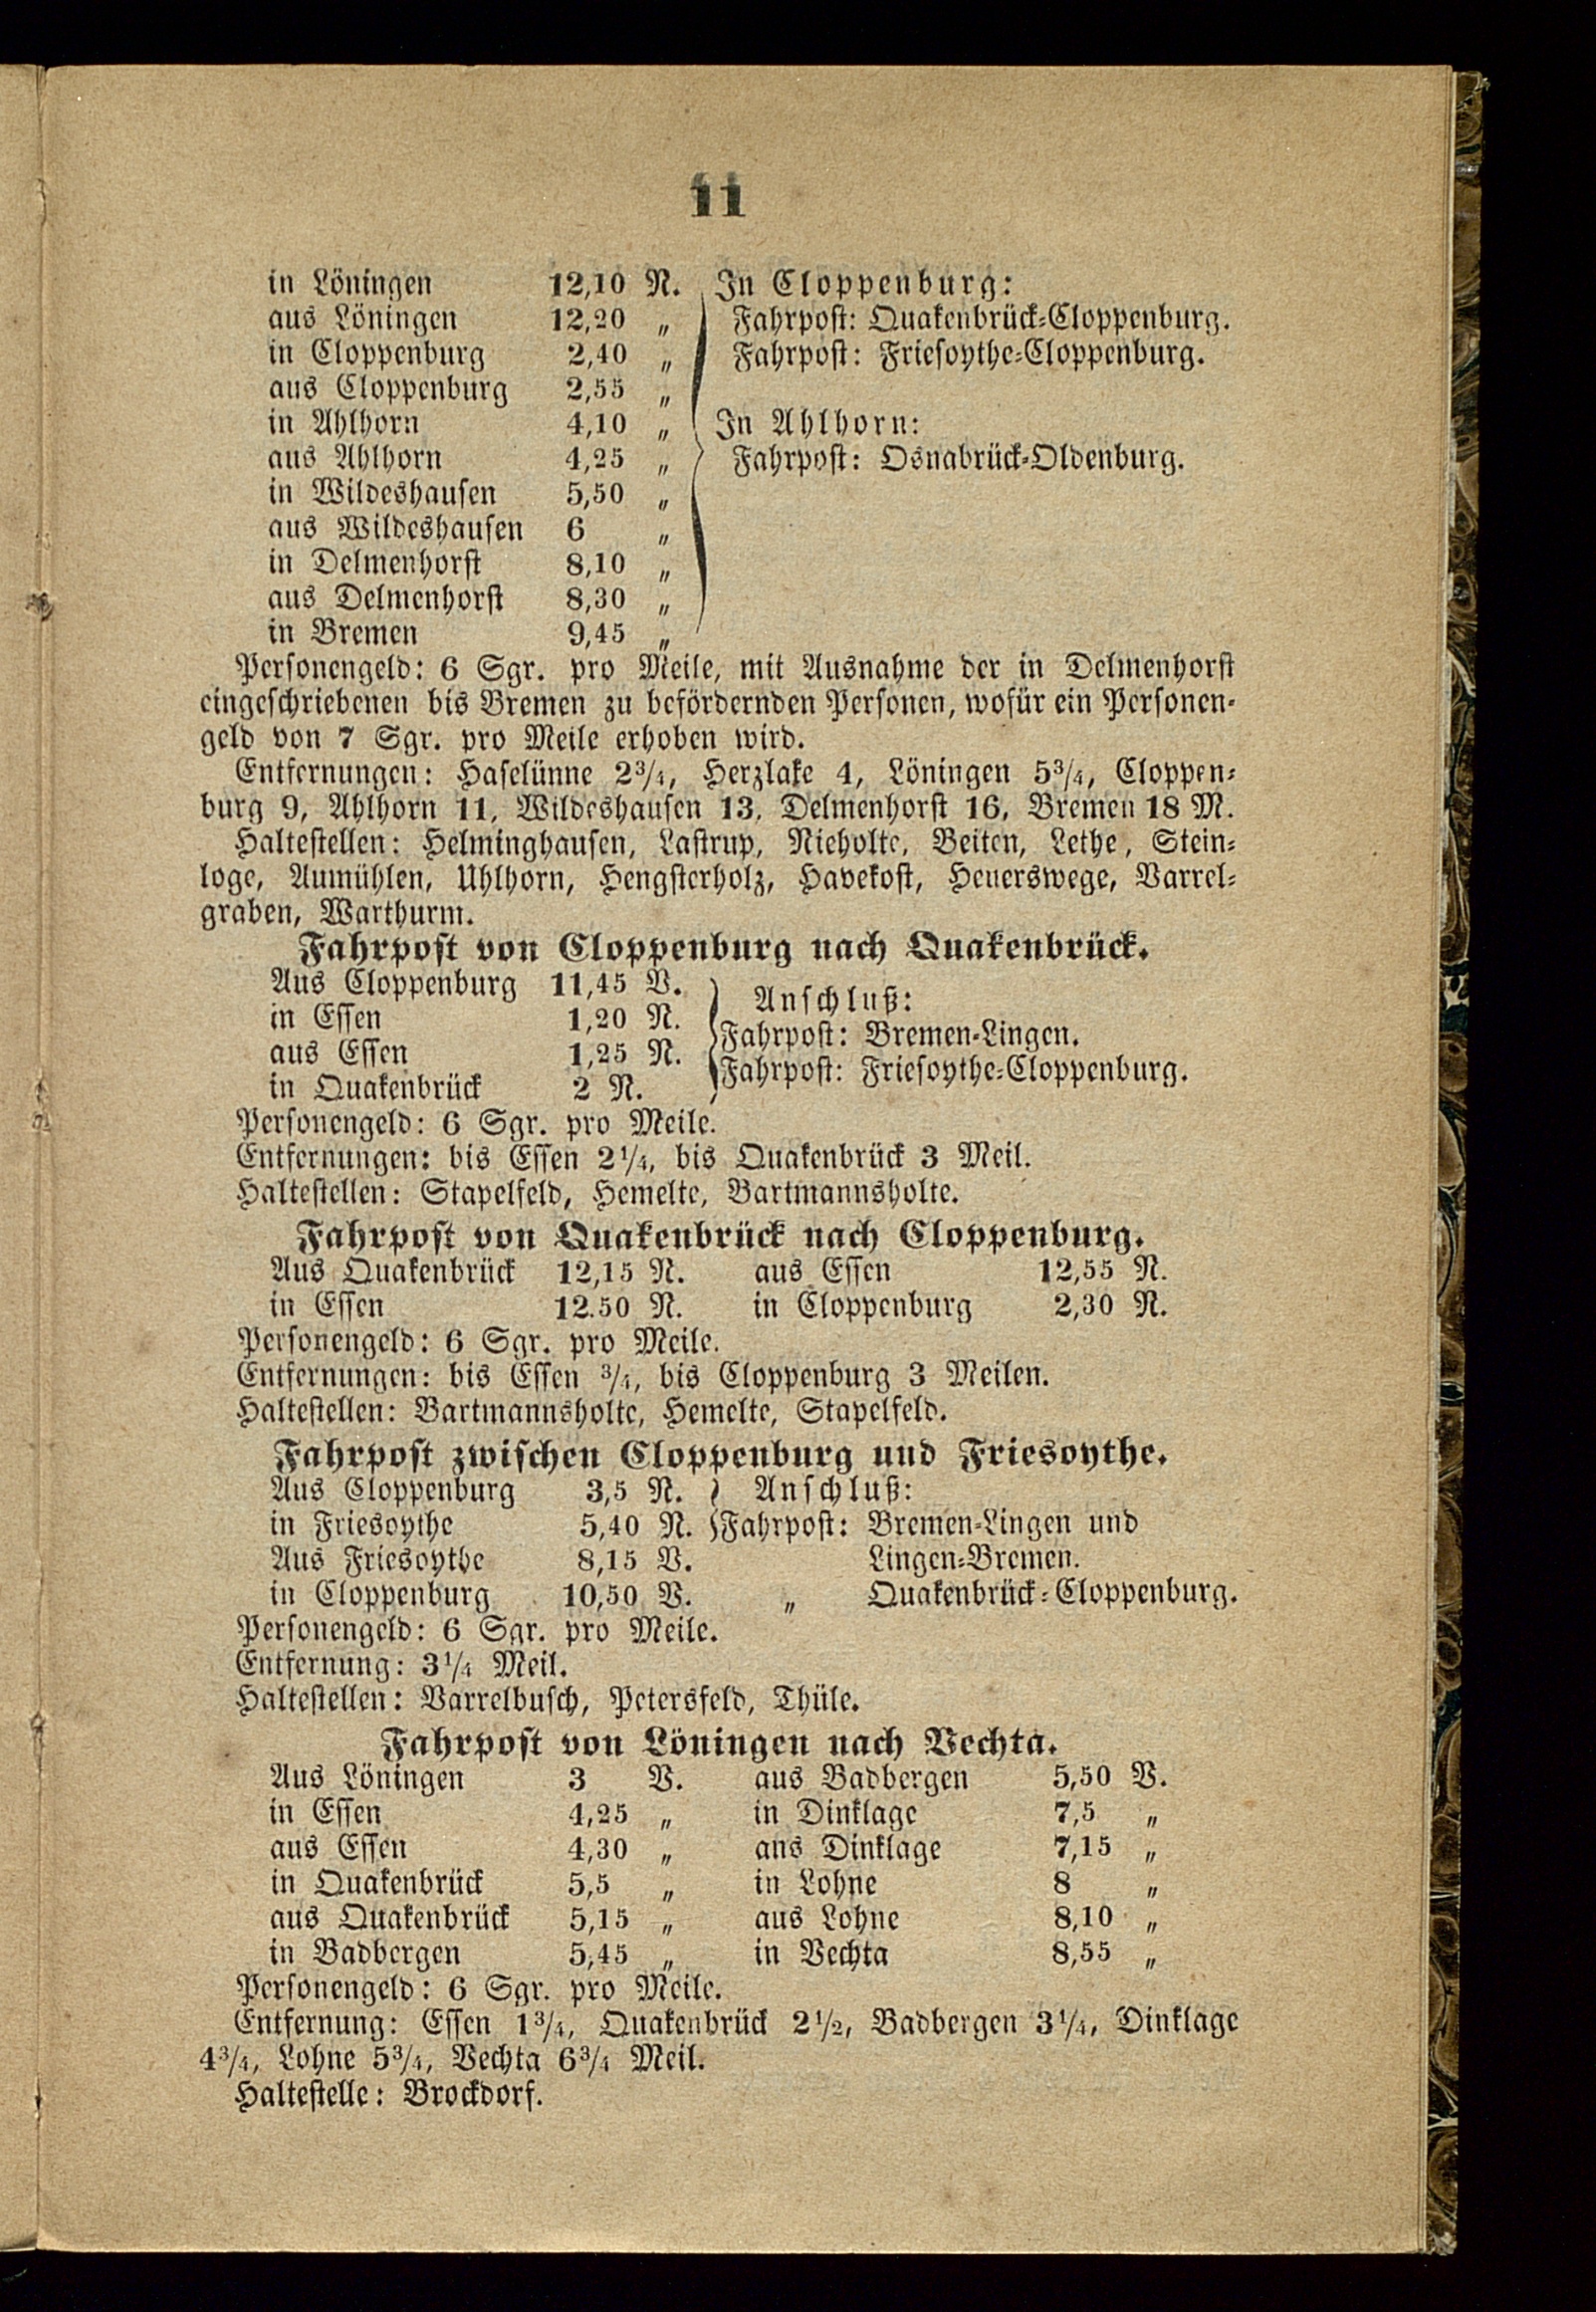 11
in Löningen 12,10 N. In Cloppenburg:
aus Löningen 12,20 „ Fahrpost: Quakenbrück-Cloppenburg.
in Cloppenburg 2,40 „ Fahrpost: Friesoythe-Cloppenburg.
aus Cloppenburg 2,55 „
in Ahlhorn 4,10 „ In Ahlhorn:
aus Ahlhorn 4,25 „ Fahrpost: Osnabrück-Oldenburg.
in Wildeshausen 5,50 „
aus Wildeshausen 6 „
in Delmenhorst 8,10 „
aus Delmenhorst 8,30 „
in Bremen 9,45 „
Personengeld: 6 Sgr. pro Meile, mit Ausnahme der in Delmenhorst
eingeschriebenen bis Bremen zu befördernden Personen, wofür ein Personen-
geld von 7 Sgr. pro Meile erhoben wird.
Entfernungen: Haselünne 2¾, Herzlake 4, Löningen 5¾, Cloppen-
burg 9, Ahlhorn 11, Wildeshausen 13, Delmenhorst 16, Bremen 18 M.
Haltestellen: Helminghausen, Lastrup, Nieholte, Beiten, Lethe, Stein-
loge, Aumühlen, Uhlhorn, Hengsterholz, Havekost, Heuerswege, Varrel-
graben, Warthurm.
Fahrpost von Cloppenburg nach Quakenbrück.
Aus Cloppenburg 11,45 V. Anschluß:
in Essen 1,20 N. Fahrpost: Bremen-Lingen.
aus Essen 1,25 N. Fahrpost: Friesoythe-Cloppenburg.
in Quakenbrück 2 N.
Personengeld: 6 Sgr. pro Meile.
Entfernungen: bis Essen 2¼, bis Quakenbrück 3 Meil.
Haltestellen: Stapelfeld, Hemelte, Bartmannsholte.
Fahrpost von Quakenbrück nach Cloppenburg.
Aus Quakenbrück 12,15 N. aus Essen 12,55 N.
in Essen 12.50 N. in Cloppenburg 2,30 N.
Personengeld: 6 Sgr. pro Meile.
Entfernungen: bis Essen ¾, bis Cloppenburg 3 Meilen.
Haltestellen: Bartmannsholte, Hemelte, Stapelfeld.
Fahrpost zwischen Cloppenburg und Friesoythe.
Aus Cloppenburg 3,5 N. Anschluß:
in Friesoythe 5,40 N. Fahrpost: Bremen-Lingen und
Aus Friesoythe 8,15 V. Lingen-Bremen.
in Cloppenburg 10,50 V. „ Quakenbrück-Cloppenburg.
Personengeld: 6 Sgr. pro Meile.
Entfernung: 3¼ Meil.
Haltestellen: Varrelbusch, Petersfeld, Thüle.
Fahrpost von Löningen nach Vechta.
Aus Löningen 3 V. aus Badbergen 5,50 V.
in Essen 4,25 „ in Dinklage 7,5 „
aus Essen 4,30 „ aus Dinklage 7,15 „
in Quakenbrück 5,5 „ in Lohne 8 „
aus Quakenbrück 5,15 „ aus Lohne 8,10 „
in Badbergen 5,45 „ in Vechta 8,55 „
Personengeld: 6 Sgr. pro Meile.
Entfernung: Essen 1¾, Quakenbrück 2½, Badbergen 3¼, Dinklage
4¾, Lohne 5¾, Vechta 6¾ Meil.
Haltestelle: Brockdorf.